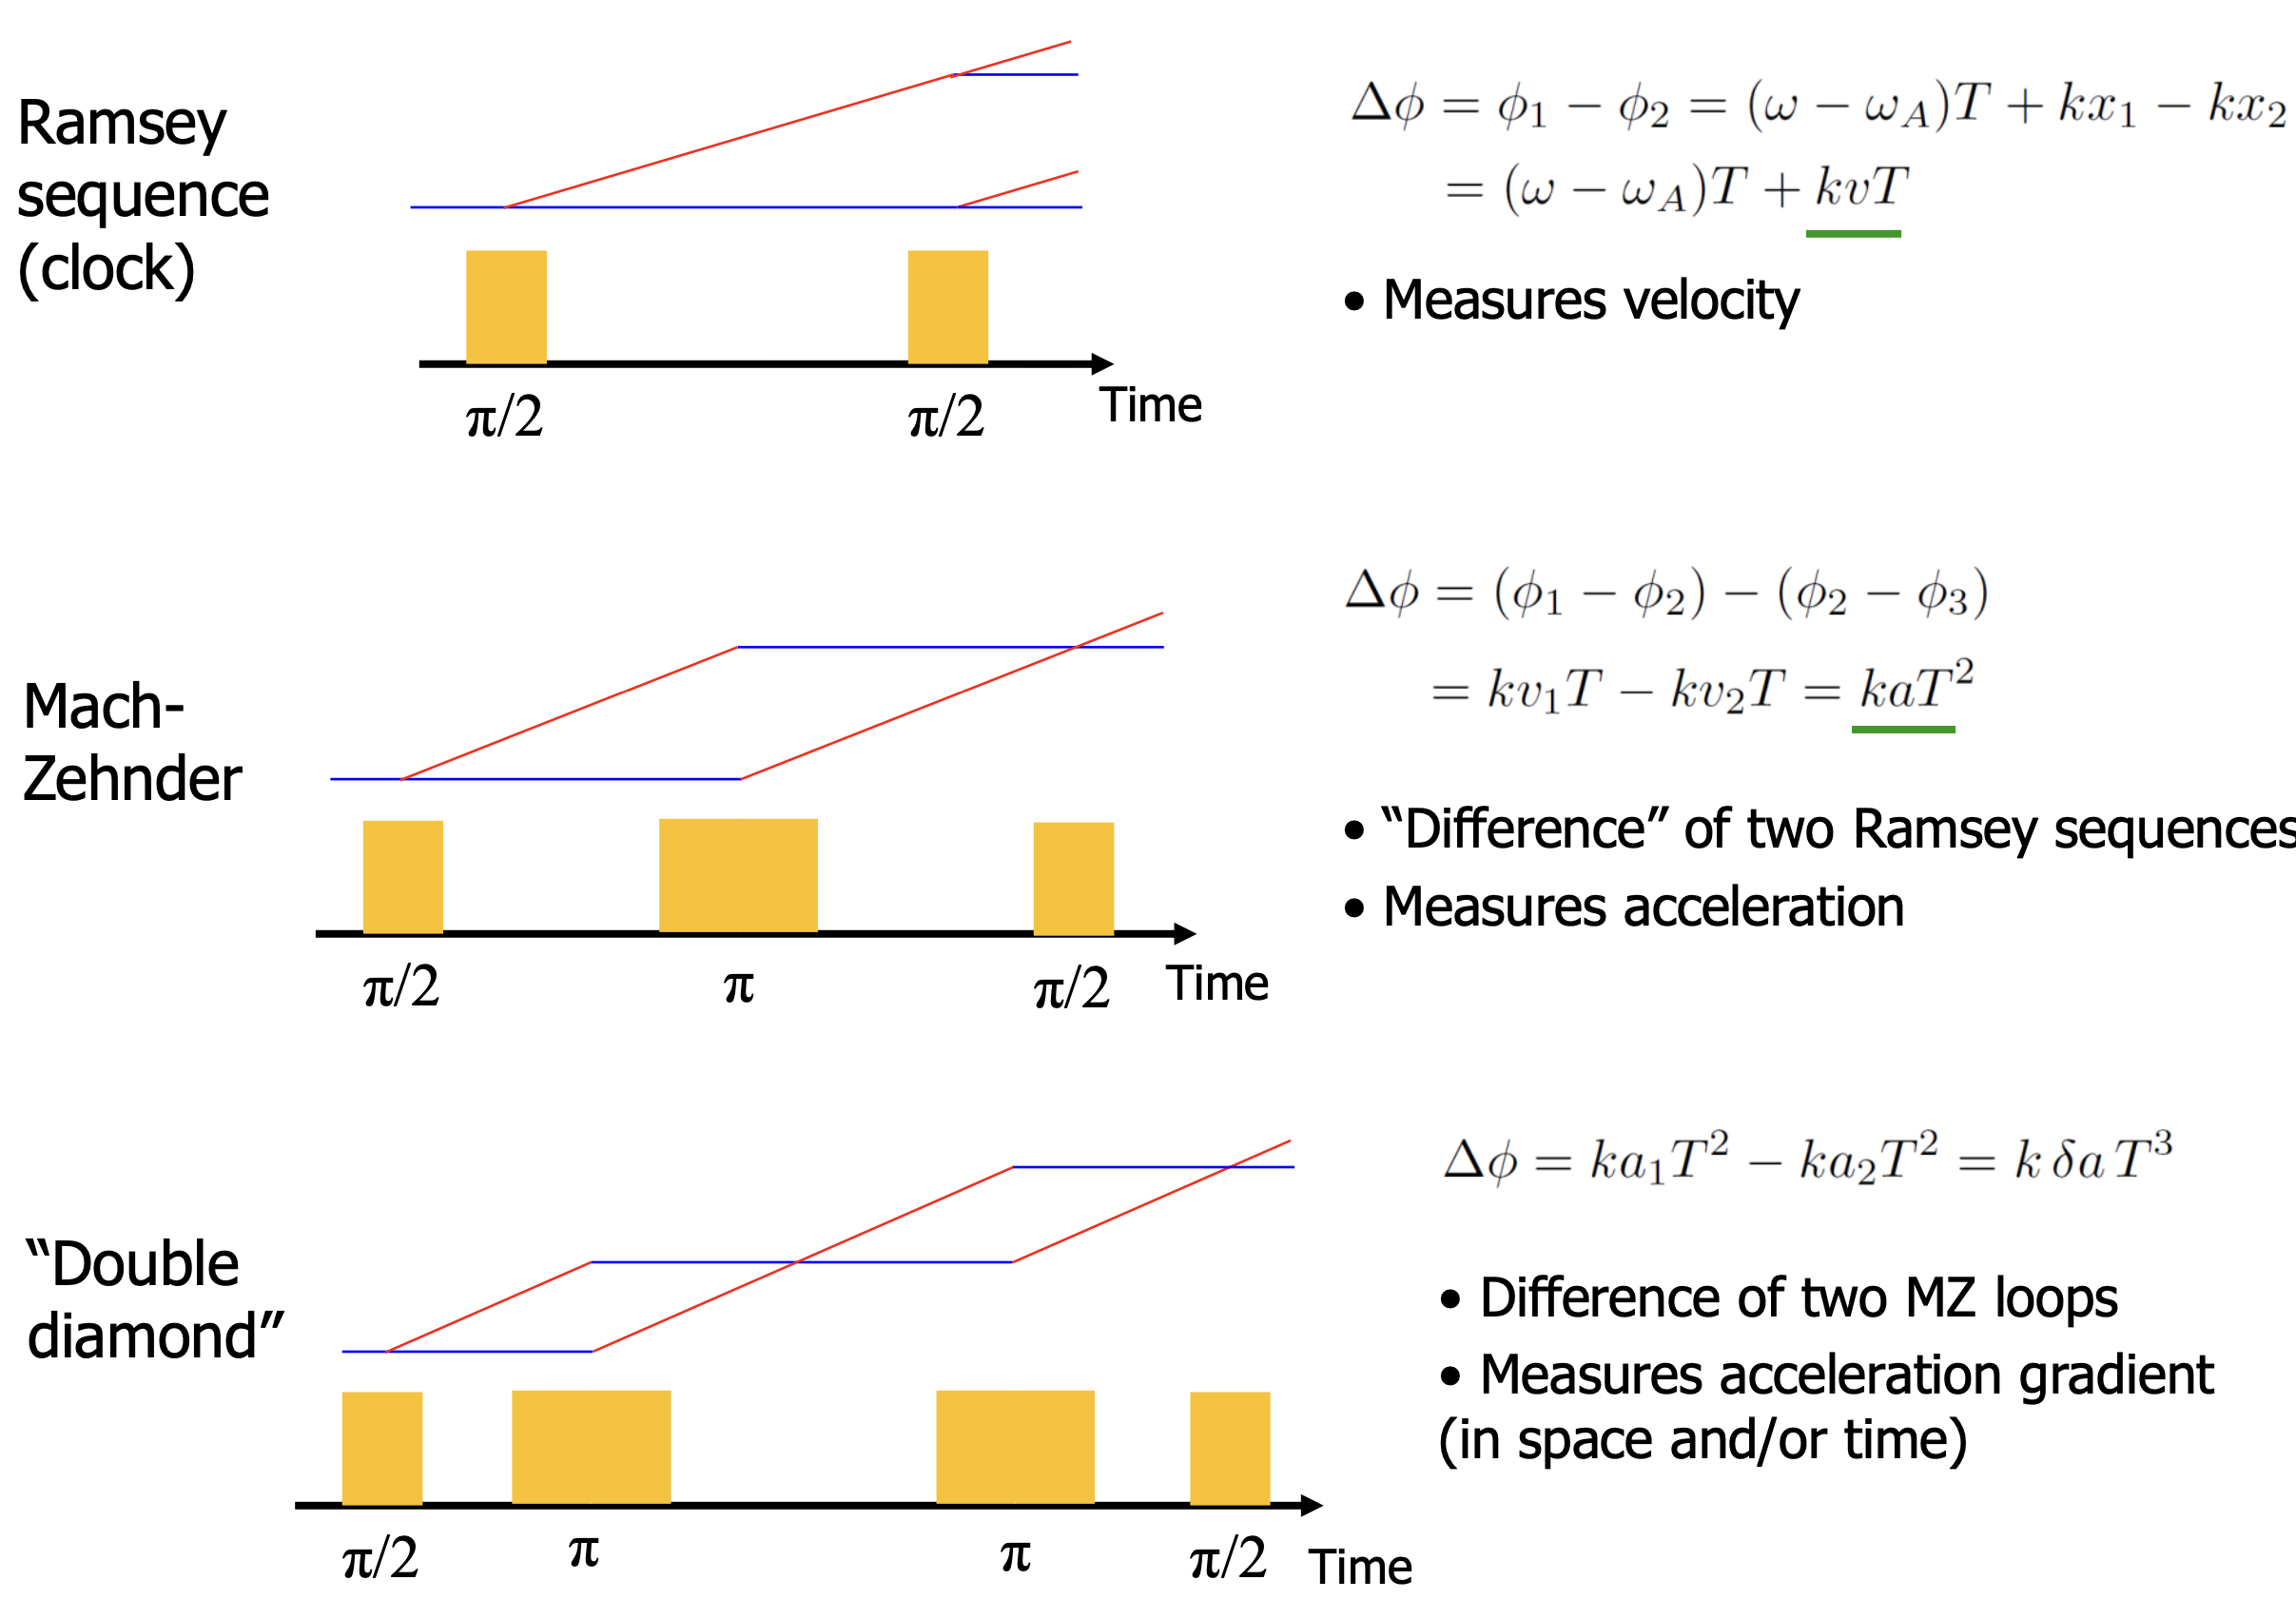 Ramsey
sequence
(clock)
π/2
π/2
Time
Δϕ = ϕ₁ − ϕ₂ = (ω − ω_A)T + kx₁ − kx₂
= (ω − ω_A)T + kvT
• Measures velocity
Mach-
Zehnder
π/2
π
π/2
Time
Δϕ = (ϕ₁ − ϕ₂) − (ϕ₂ − ϕ₃)
= kv₁T − kv₂T = kaT²
• “Difference” of two Ramsey sequences
• Measures acceleration
“Double
diamond”
π/2
π
π
π/2
Time
Δϕ = ka₁T² − ka₂T² = k δa T³
• Difference of two MZ loops
• Measures acceleration gradient
(in space and/or time)